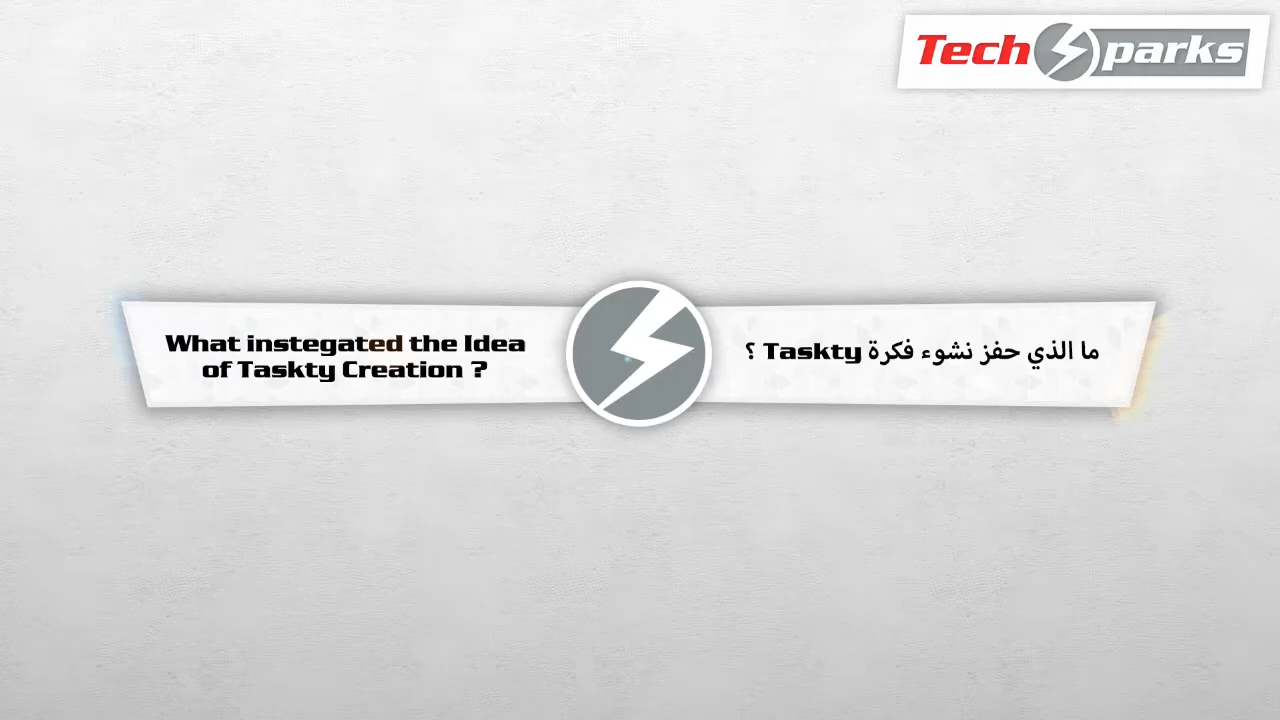 Tech Sparks
What instegated the Idea
of Taskty Creation ?
ما الذي حفز نشوء فكرة Taskty ؟